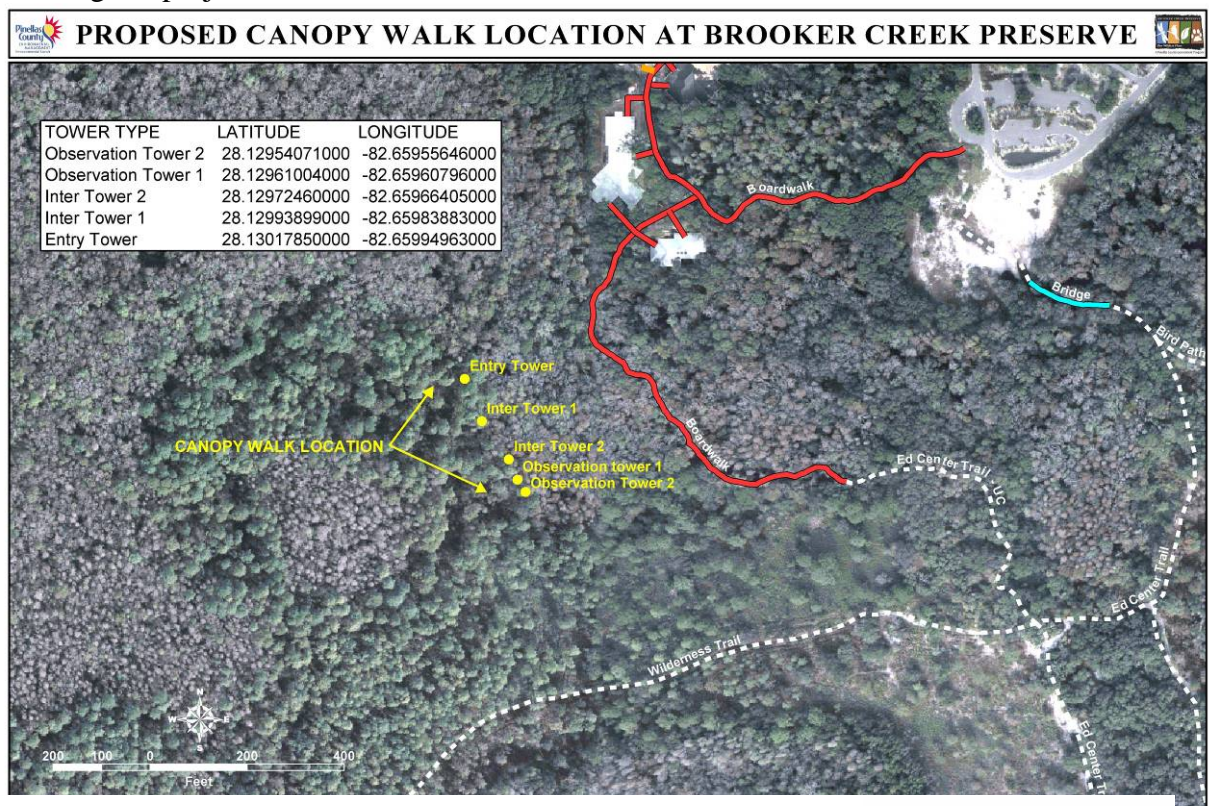 Pinellas
County
PROPOSED CANOPY WALK LOCATION AT BROOKER CREEK PRESERVE
TOWER TYPE LATITUDE LONGITUDE
Observation Tower 2 28.12954071000 -82.65955646000
Observation Tower 1 28.12961004000 -82.65960796000
Inter Tower 2 28.12972460000 -82.65966405000
Inter Tower 1 28.12993899000 -82.65983883000
Entry Tower 28.13017850000 -82.65994963000
Boardwalk
Bridge
Bird Path
Entry Tower
Inter Tower 1
CANOPY WALK LOCATION
Inter Tower 2
Observation tower 1
Observation Tower 2
Boardwalk
Ed Center Trail - UC
Ed Center Trail
Wilderness Trail
Ed Center Tr
N
W E
S
200 100 0 200 400
Feet